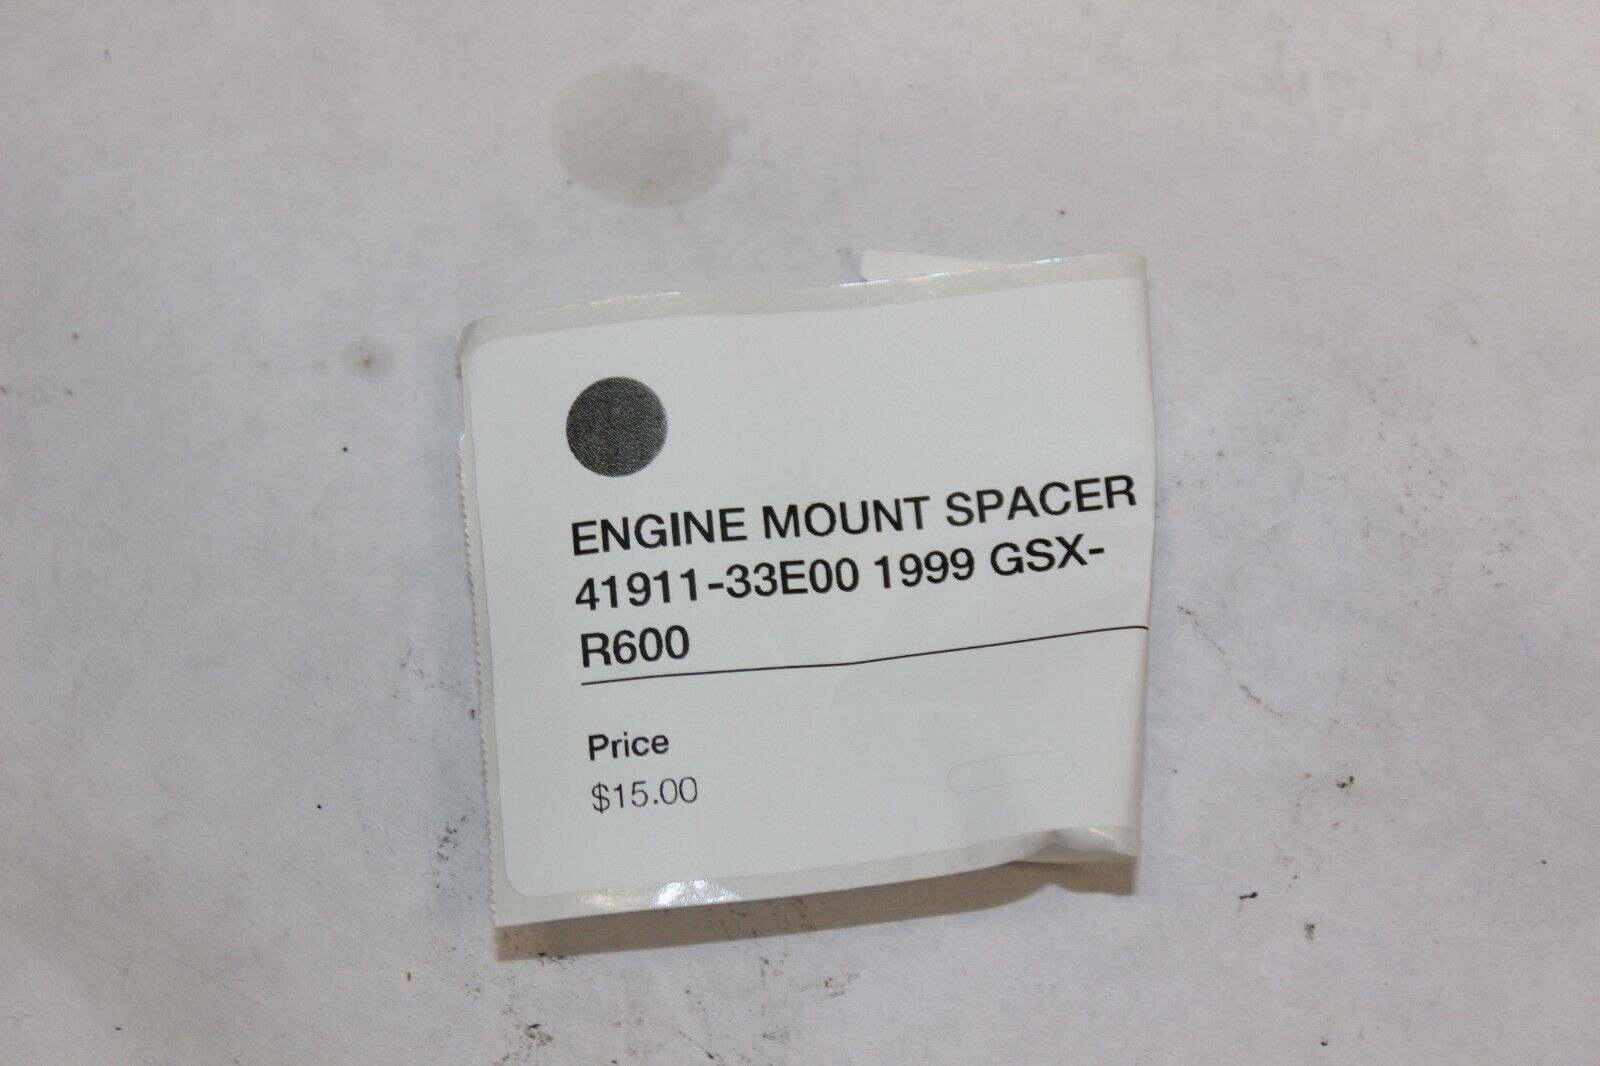 ENGINE MOUNT SPACER
41911-33E00 1999 GSX-
R600
Price
$15.00